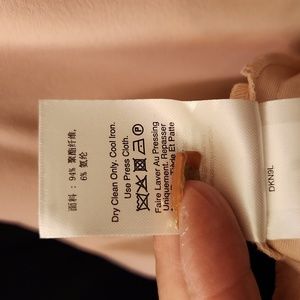 面料：94% 聚酯纤维,
6% 氨纶
Dry Clean Only. Cool Iron.
Use Press Cloth.
Faire Laver Au Pressing
Uniquement. Repasser
Tiède Et Patte
DKN9L